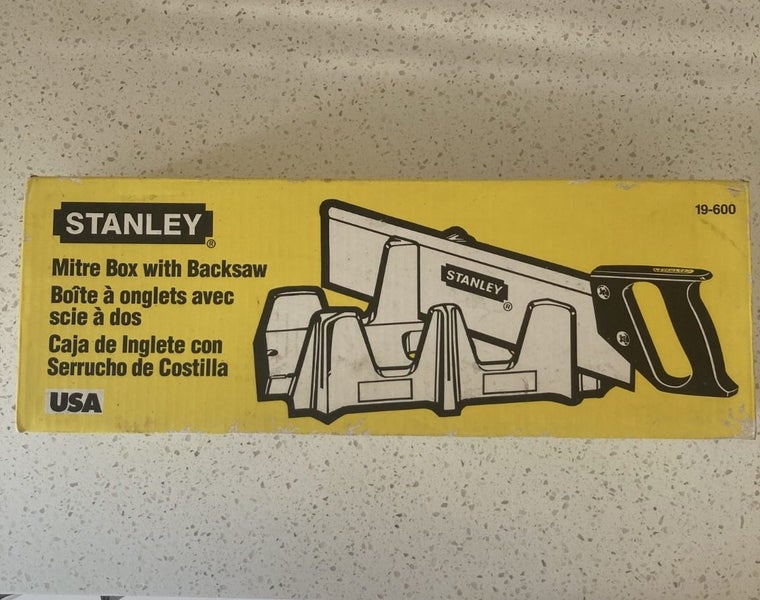 STANLEY®
19-600
Mitre Box with Backsaw
Boîte à onglets avec
scie à dos
Caja de Inglete con
Serrucho de Costilla
USA
STANLEY®
STANLEY